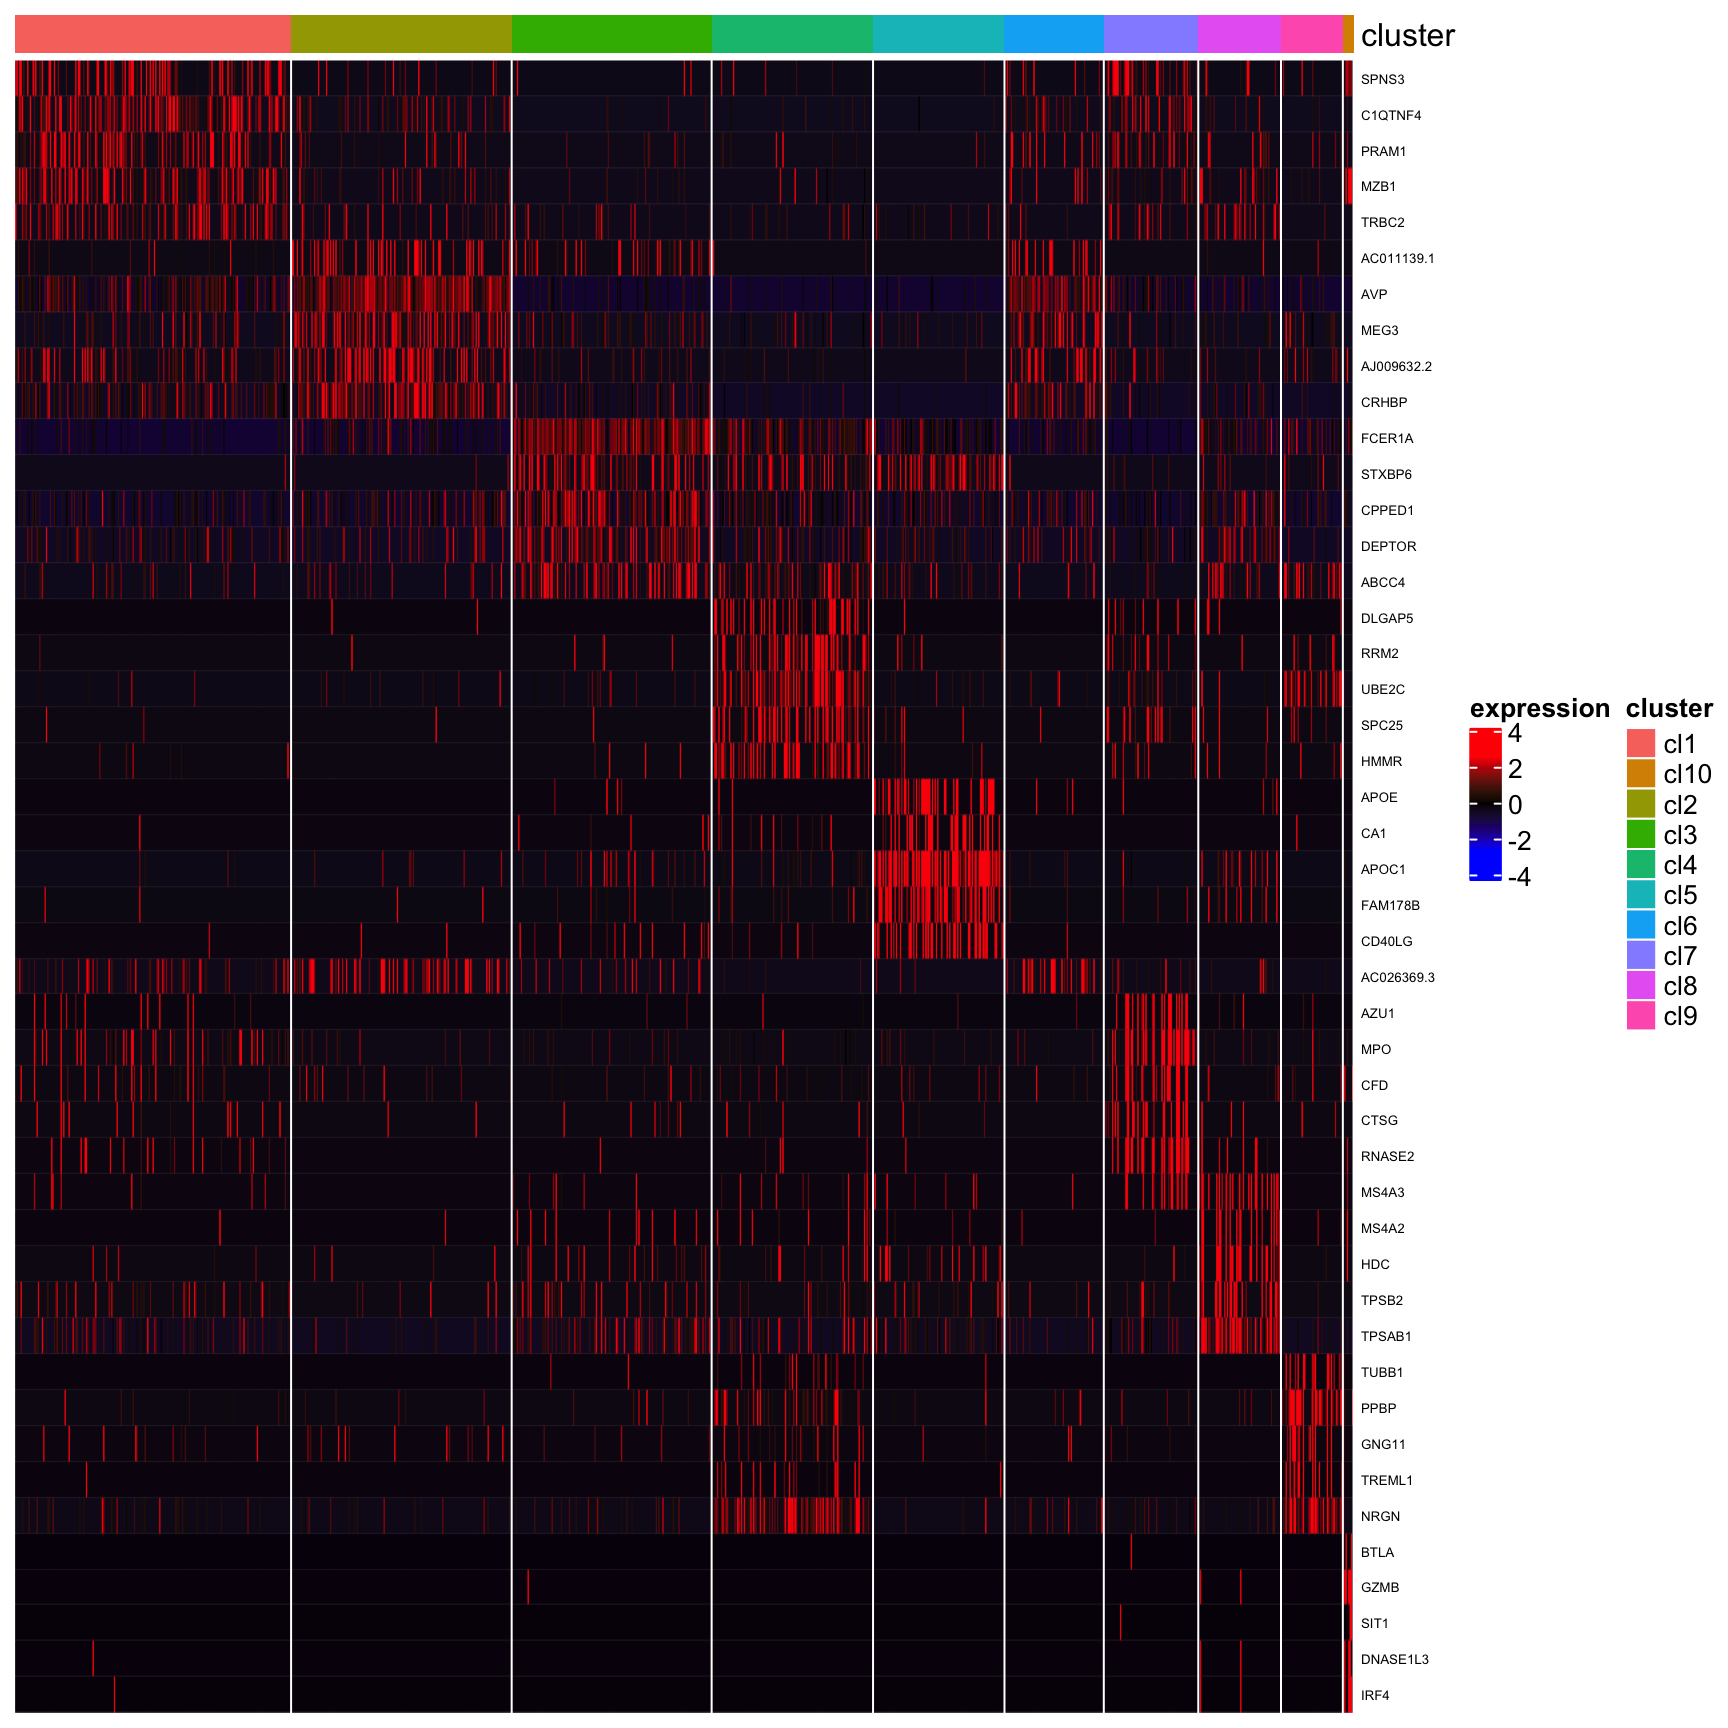 cluster
SPNS3
C1QTNF4
PRAM1
MZB1
TRBC2
AC011139.1
AVP
MEG3
AJ009632.2
CRHBP
FCER1A
STXBP6
CPPED1
DEPTOR
ABCC4
DLGAP5
RRM2
UBE2C
SPC25
HMMR
APOE
CA1
APOC1
FAM178B
CD40LG
AC026369.3
AZU1
MPO
CFD
CTSG
RNASE2
MS4A3
MS4A2
HDC
TPSB2
TPSAB1
TUBB1
PPBP
GNG11
TREML1
NRGN
BTLA
GZMB
SIT1
DNASE1L3
IRF4
expression
4
2
0
-2
-4
cluster
cl1
cl10
cl2
cl3
cl4
cl5
cl6
cl7
cl8
cl9